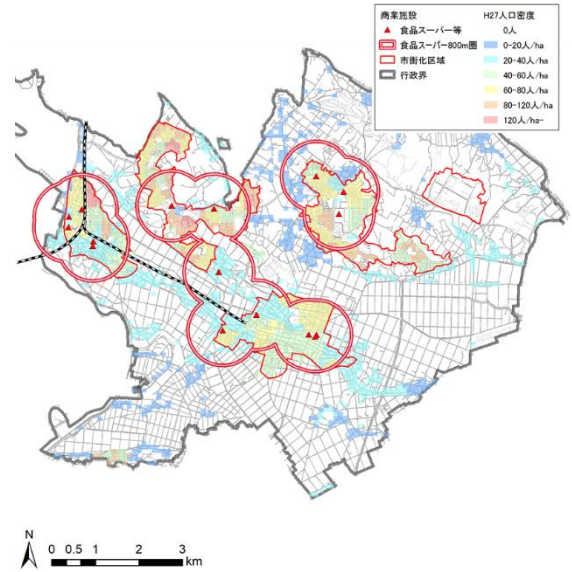 商業施設
食品スーパー等
食品スーパー800m圏
市街化区域
行政界
H27人口密度
0人
0-20人/ha
20-40人/ha
40-60人/ha
60-80人/ha
80-120人/ha
120人/ha-
N
0 0.5 1 2 3
km